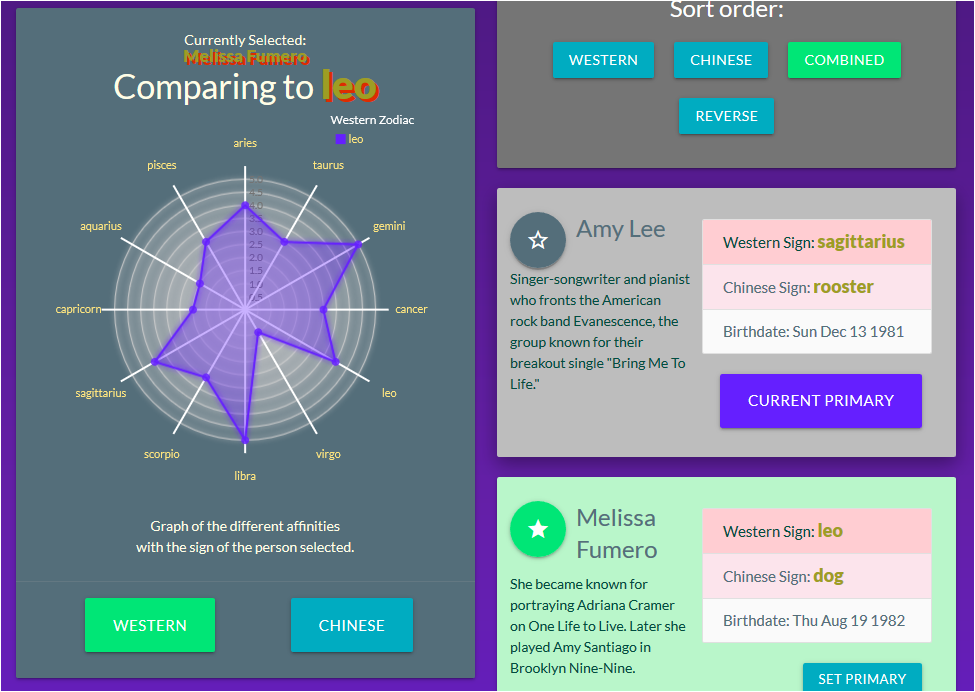 Currently Selected:
Melissa Fumero
Comparing to leo
Western Zodiac
leo
aries
pisces
taurus
aquarius
gemini
capricorn
cancer
sagittarius
leo
scorpio
virgo
libra
4.5
4.0
3.5
3.0
2.5
2.0
1.5
1.0
0.5
Graph of the different affinities
with the sign of the person selected.
WESTERN
CHINESE
Sort order:
WESTERN
CHINESE
COMBINED
REVERSE
Amy Lee
Singer-songwriter and pianist
who fronts the American
rock band Evanescence, the
group known for their
breakout single "Bring Me To
Life."
Western Sign: sagittarius
Chinese Sign: rooster
Birthdate: Sun Dec 13 1981
CURRENT PRIMARY
Melissa
Fumero
She became known for
portraying Adriana Cramer
on One Life to Live. Later she
played Amy Santiago in
Brooklyn Nine-Nine.
Western Sign: leo
Chinese Sign: dog
Birthdate: Thu Aug 19 1982
SET PRIMARY